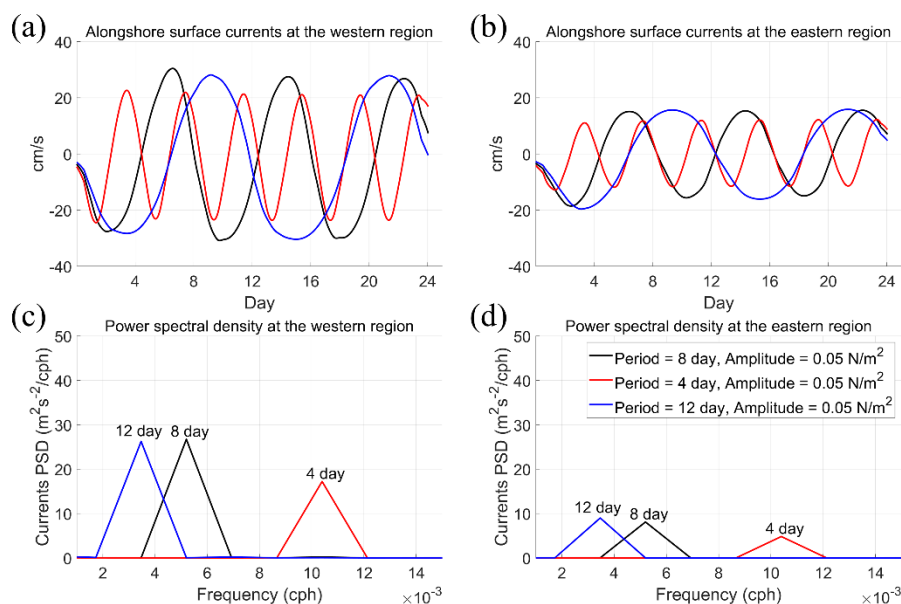 (a)
Alongshore surface currents at the western region
40
20
0
-20
-40
cm/s
4 8 12 16 20 24
Day
(b)
Alongshore surface currents at the eastern region
40
20
0
-20
-40
cm/s
4 8 12 16 20 24
Day
(c)
Power spectral density at the western region
50
40
30
20
10
0
Currents PSD (m²s⁻²/cph)
12 day 8 day
4 day
2 4 6 8 10 12 14
Frequency (cph)
×10⁻³
(d)
Power spectral density at the eastern region
50
40
30
20
10
0
Currents PSD (m²s⁻²/cph)
Period = 8 day, Amplitude = 0.05 N/m²
Period = 4 day, Amplitude = 0.05 N/m²
Period = 12 day, Amplitude = 0.05 N/m²
12 day
8 day
4 day
2 4 6 8 10 12 14
Frequency (cph)
×10⁻³